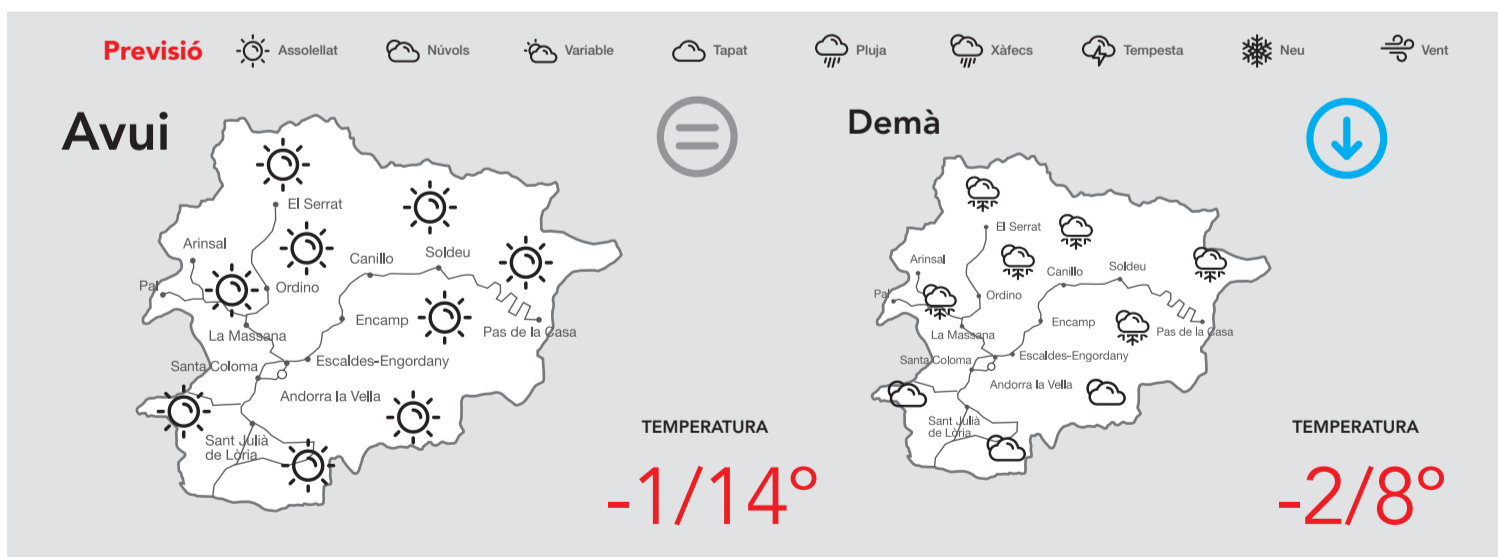 Previsió
Assolellat
Núvols
Variable
Tapat
Pluja
Xàfecs
Tempesta
Neu
Vent
Avui
El Serrat
Arinsal
Soldeu
Canillo
Pal
Ordino
Encamp
La Massana
Pas de la Casa
Escaldes-Engordany
Santa Coloma
Andorra la Vella
Sant Julià
de Lòria
TEMPERATURA
-1/14°
Demà
El Serrat
Arinsal
Soldeu
Canillo
Pal
Ordino
Encamp
La Massana
Pas de la Casa
Escaldes-Engordany
Santa Coloma
Andorra la Vella
Sant Julià
de Lòria
TEMPERATURA
-2/8°